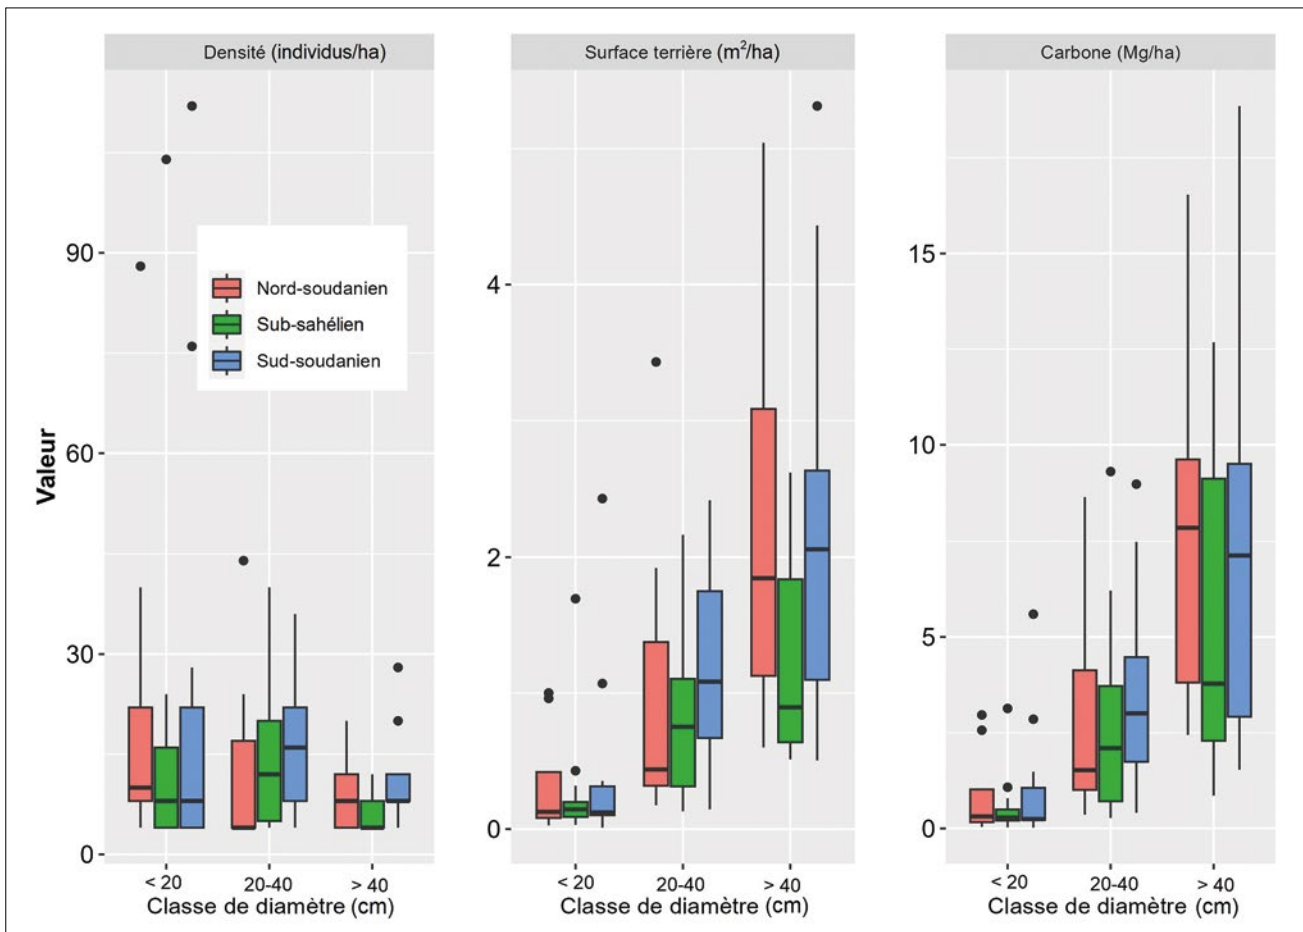 Densité (individus/ha)
Surface terrière (m²/ha)
Carbone (Mg/ha)
Valeur
90
60
30
0
Nord-soudanien
Sub-sahélien
Sud-soudanien
4
2
0
15
10
5
0
< 20
20-40
> 40
< 20
20-40
> 40
< 20
20-40
> 40
Classe de diamètre (cm)
Classe de diamètre (cm)
Classe de diamètre (cm)